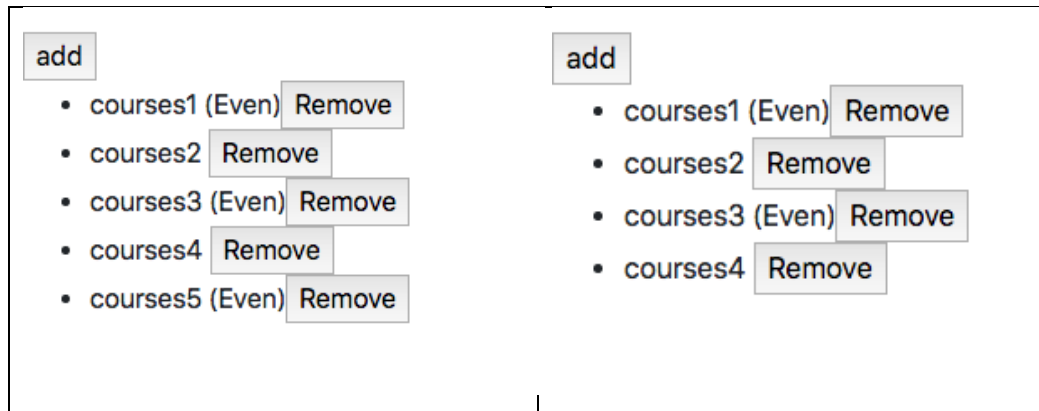 add
courses1 (Even) Remove
courses2 Remove
courses3 (Even) Remove
courses4 Remove
courses5 (Even) Remove
add
courses1 (Even) Remove
courses2 Remove
courses3 (Even) Remove
courses4 Remove